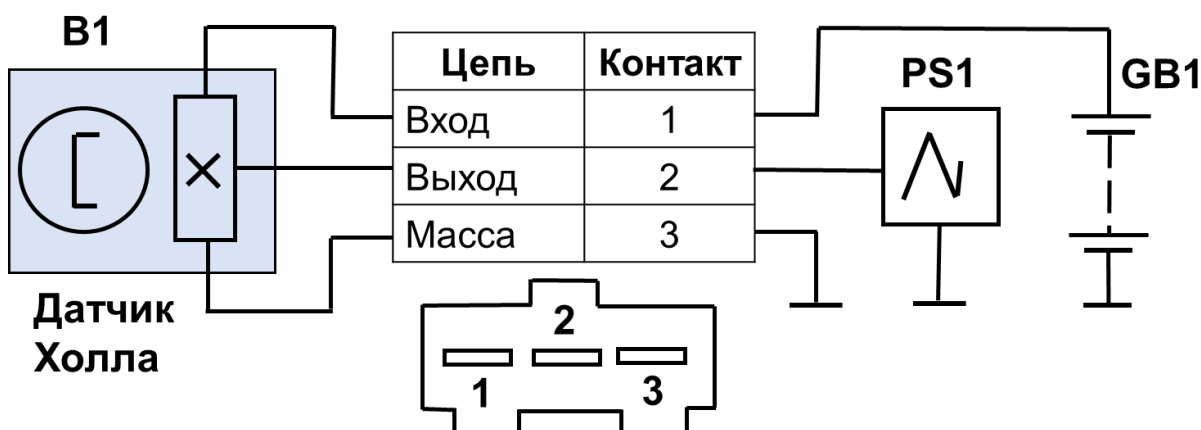 B1
Датчик
Холла
Цепь Контакт
Вход 1
Выход 2
Масса 3
PS1
GB1
2
1 3